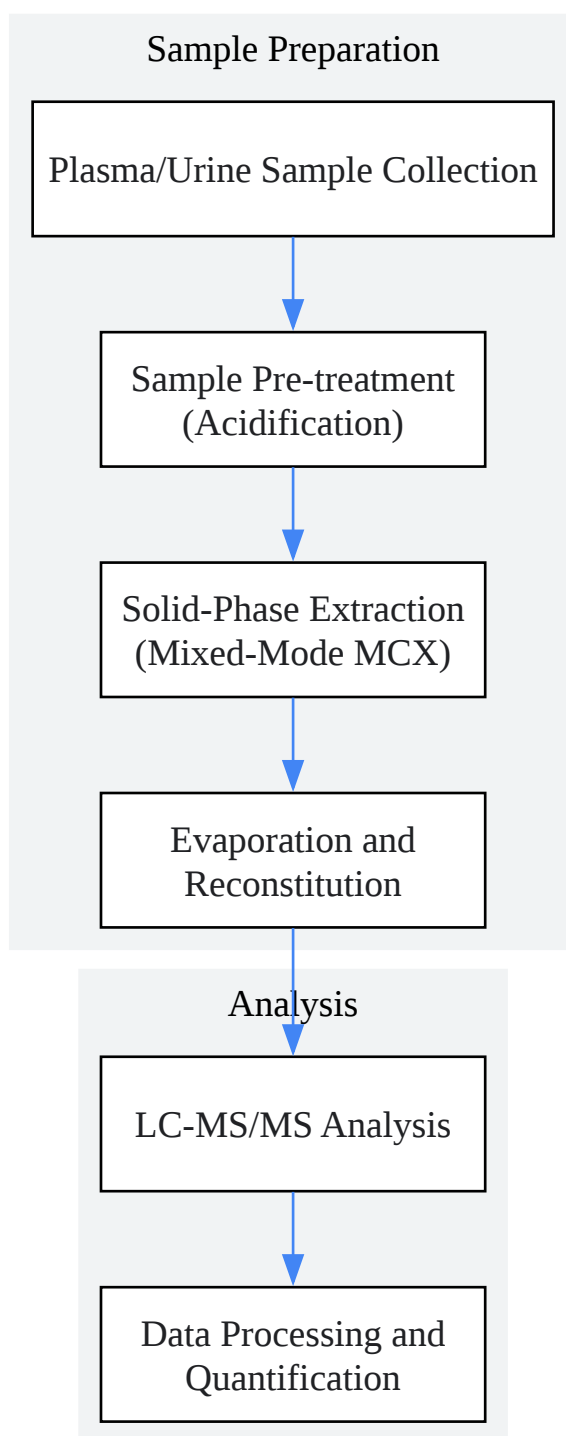 Sample Preparation
Plasma/Urine Sample Collection
Sample Pre-treatment
(Acidification)
Solid-Phase Extraction
(Mixed-Mode MCX)
Evaporation and
Reconstitution
Analysis
LC-MS/MS Analysis
Data Processing and
Quantification